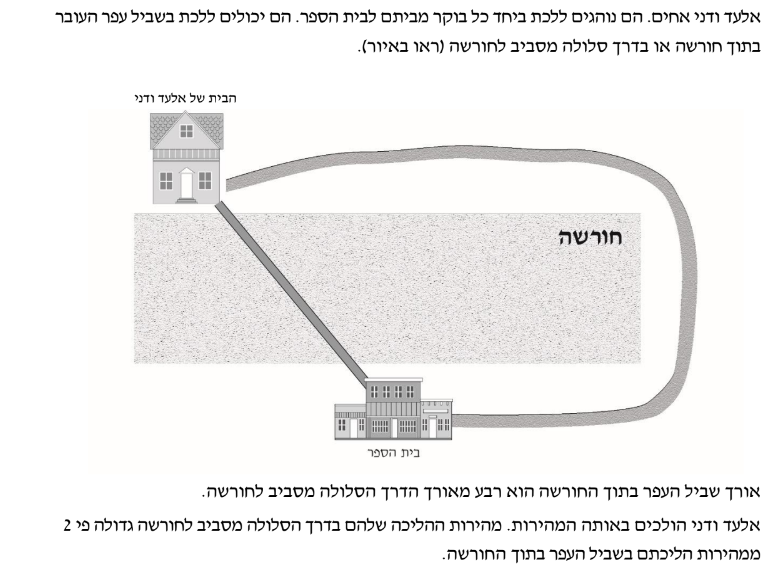 אלעד ודני אחים. הם נוהגים ללכת ביחד כל בוקר מביתם לבית הספר. הם יכולים ללכת בשביל עפר העובר
בתוך חורשה או בדרך סלולה מסביב לחורשה (ראו באיור).
הבית של אלעד ודני
חורשה
בית הספר
אורך שביל העפר בתוך החורשה הוא רבע מאורך הדרך הסלולה מסביב לחורשה.
אלעד ודני הולכים באותה המהירות. מהירות ההליכה שלהם בדרך הסלולה מסביב לחורשה גדולה פי 2
ממהירות הליכתם בשביל העפר בתוך החורשה.